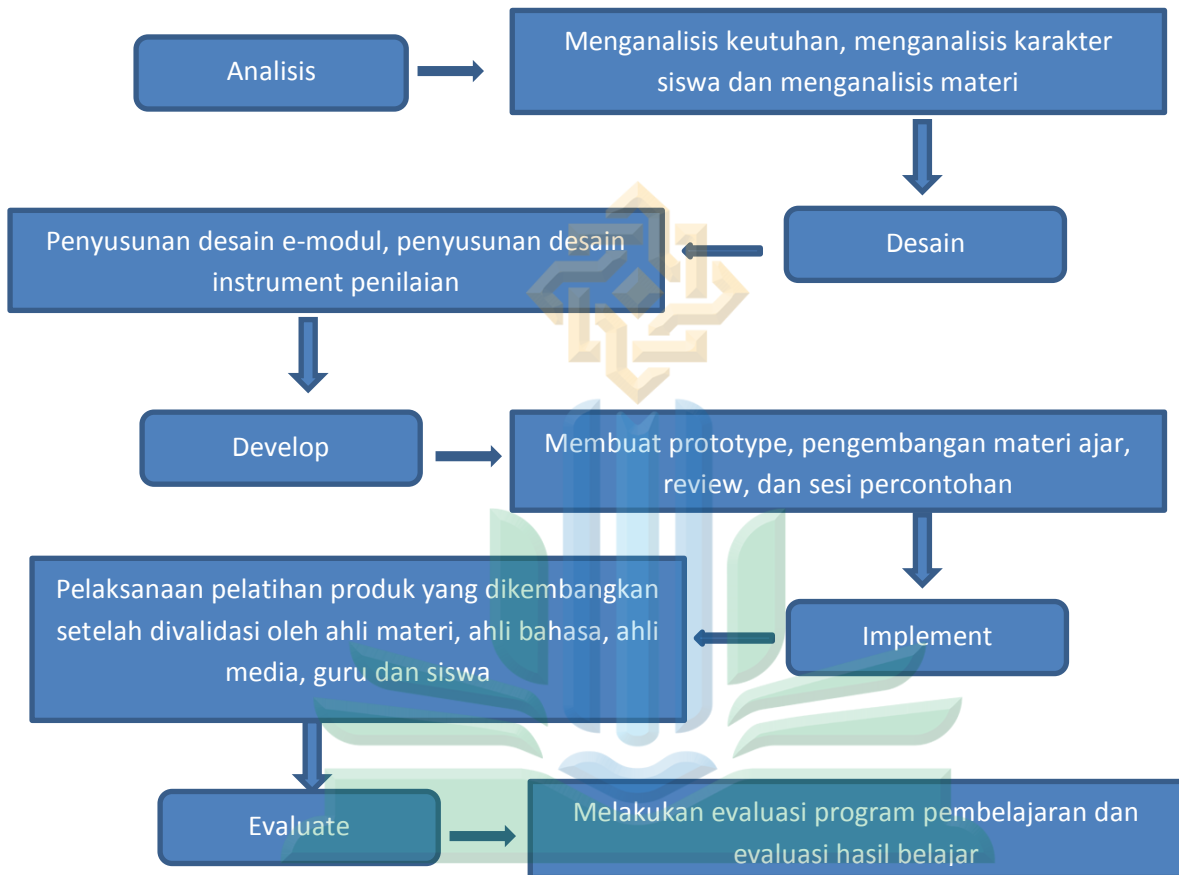 Analisis
Menganalisis keutuhan, menganalisis karakter
siswa dan menganalisis materi
Desain
Penyusunan desain e-modul, penyusunan desain
instrument penilaian
Develop
Membuat prototype, pengembangan materi ajar,
review, dan sesi percontohan
Implement
Pelaksanaan pelatihan produk yang dikembangkan
setelah divalidasi oleh ahli materi, ahli bahasa, ahli
media, guru dan siswa
Evaluate
Melakukan evaluasi program pembelajaran dan
evaluasi hasil belajar